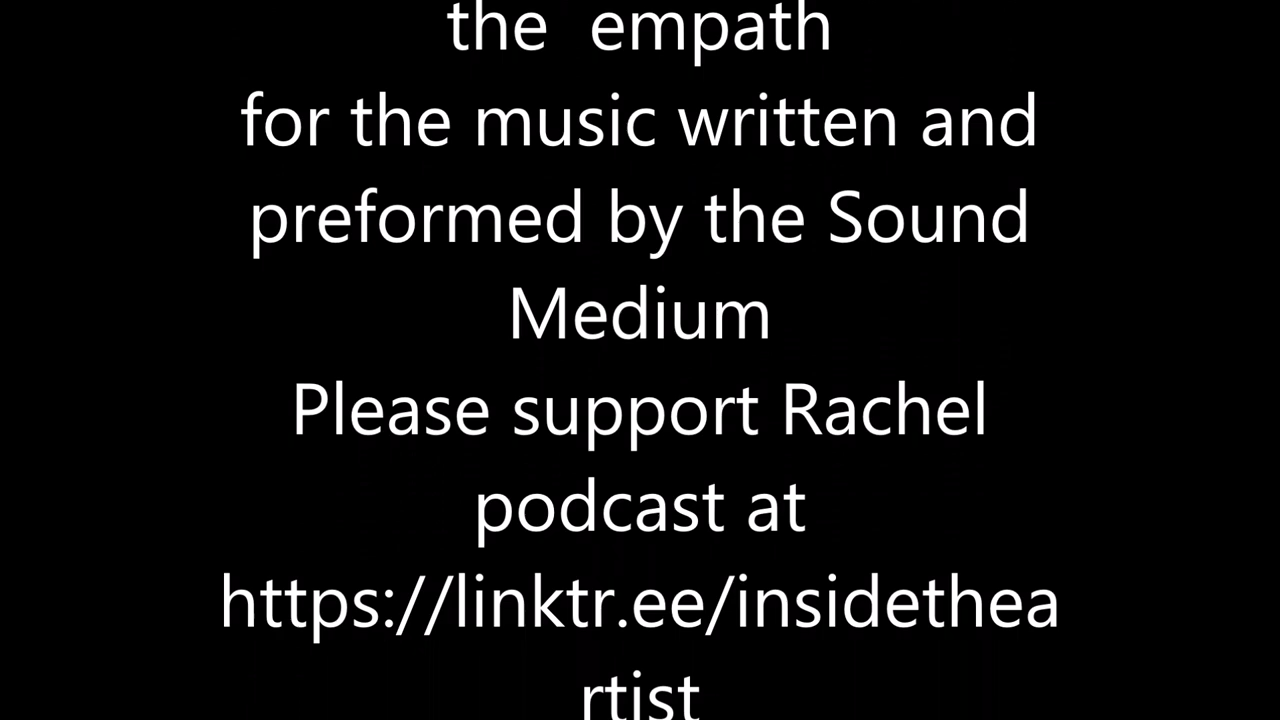 the  empath
for the music written and
preformed by the Sound
Medium
Please support Rachel
podcast at
https://linktr.ee/insidethea
rtist